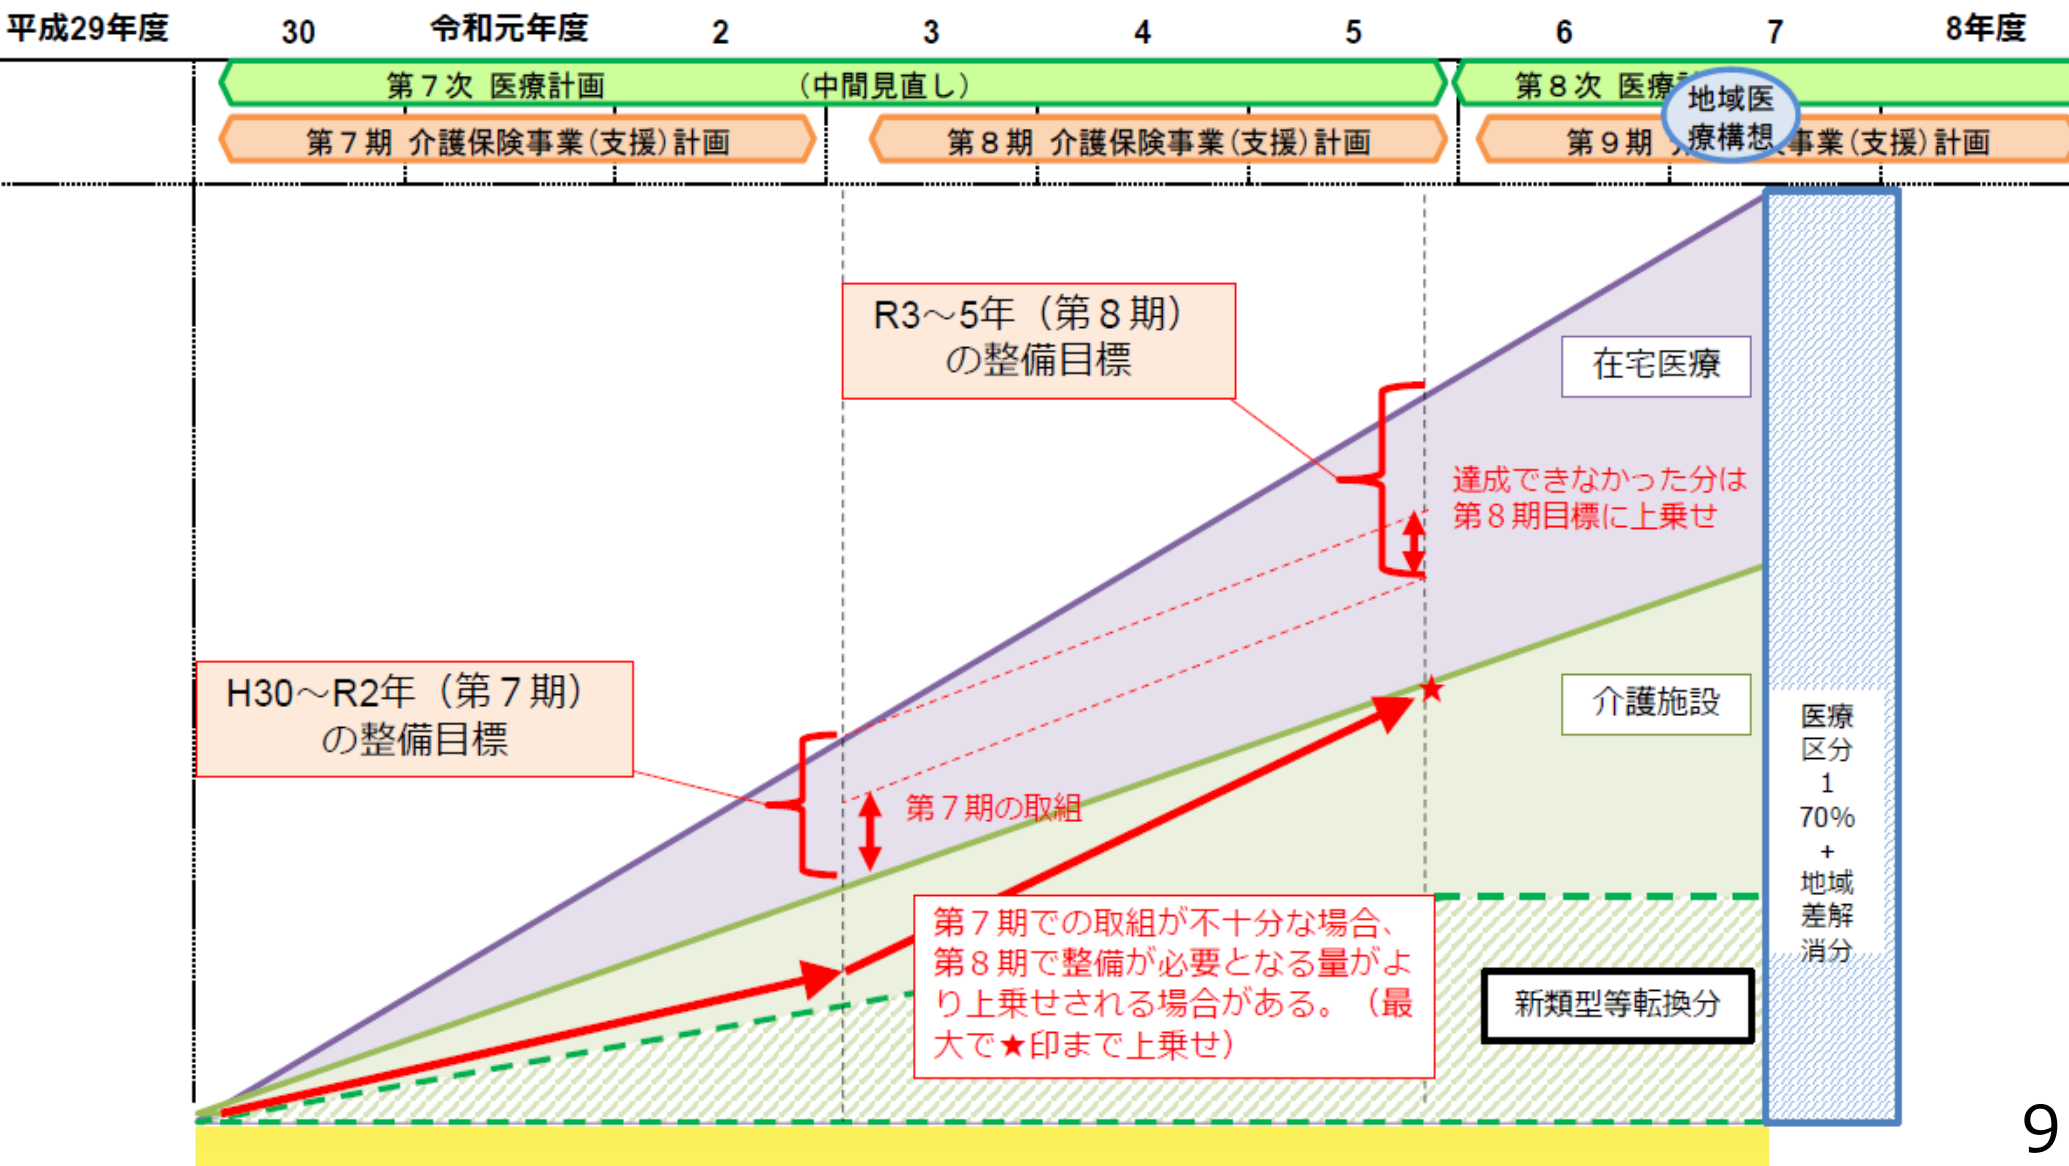 平成29年度 30 令和元年度 2 3 4 5 6 7 8年度
第７次 医療計画 （中間見直し） 第８次 医療
地域医
療構想
第７期 介護保険事業（支援）計画 第８期 介護保険事業（支援）計画 第９期 事業（支援）計画
R3～5年（第８期）
の整備目標
在宅医療
達成できなかった分は
第８期目標に上乗せ
H30～R2年（第７期）
の整備目標
介護施設
医療
区分
1
70%
+
地域
差解
消分
第７期の取組
第７期での取組が不十分な場合、
第８期で整備が必要となる量がよ
り上乗せされる場合がある。（最
大で★印まで上乗せ）
新類型等転換分
9